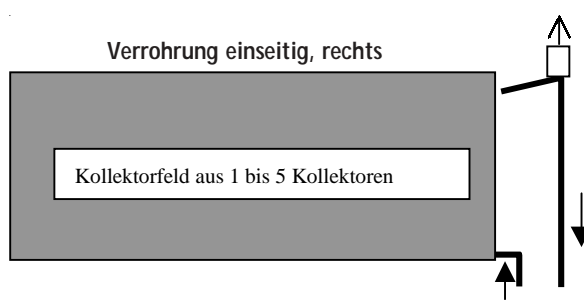 Verrohrung einseitig, rechts
Kollektorfeld aus 1 bis 5 Kollektoren